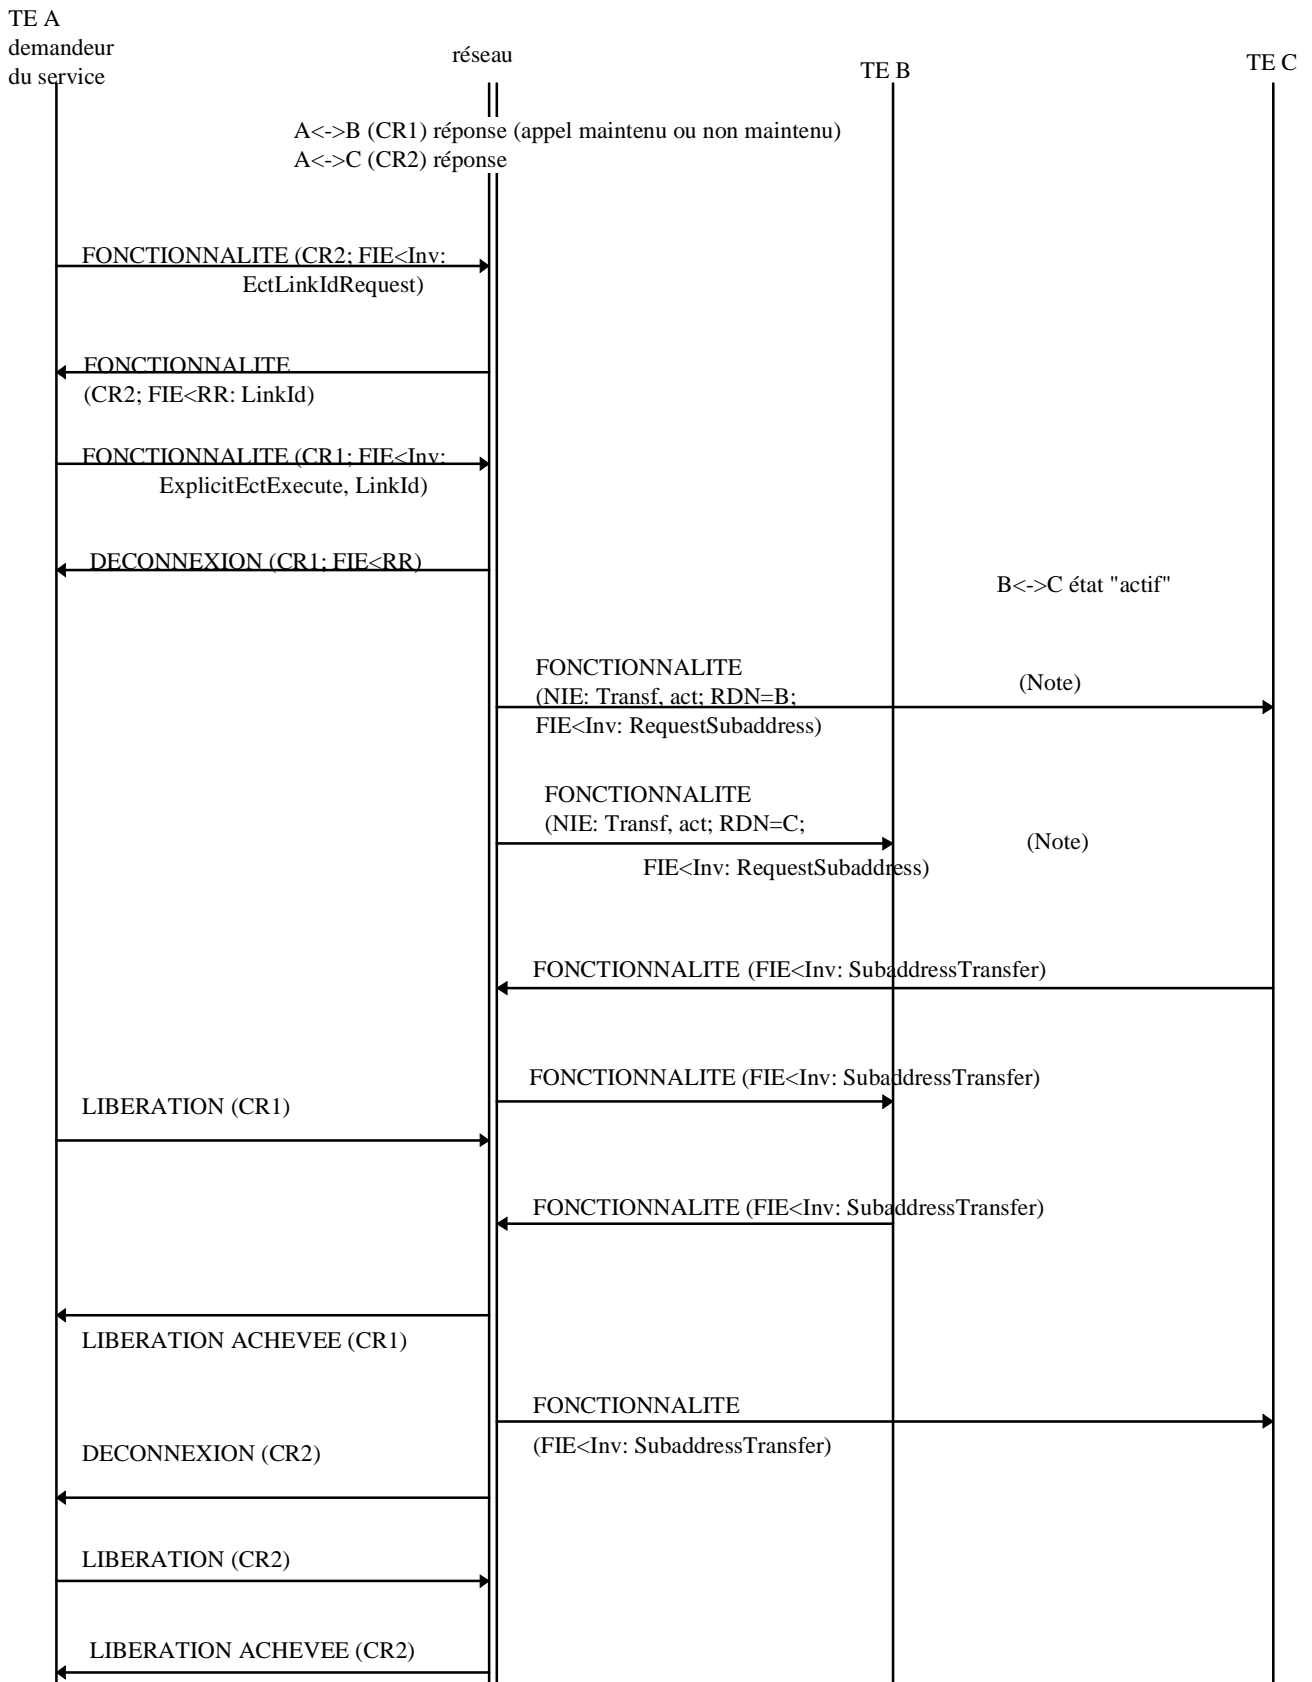 TE A
demandeur
du service
réseau
TE B
TE C
A<->B (CR1) réponse (appel maintenu ou non maintenu)
A<->C (CR2) réponse
FONCTIONNALITE (CR2; FIE<Inv:
EctLinkIdRequest)
FONCTIONNALITE
(CR2; FIE<RR: LinkId)
FONCTIONNALITE (CR1; FIE<Inv:
ExplicitEctExecute, LinkId)
DECONNEXION (CR1; FIE<RR)
B<->C état "actif"
FONCTIONNALITE
(NIE: Transf, act; RDN=B;
FIE<Inv: RequestSubaddress)
(Note)
FONCTIONNALITE
(NIE: Transf, act; RDN=C;
FIE<Inv: RequestSubaddress)
(Note)
FONCTIONNALITE (FIE<Inv: SubaddressTransfer)
FONCTIONNALITE (FIE<Inv: SubaddressTransfer)
LIBERATION (CR1)
FONCTIONNALITE (FIE<Inv: SubaddressTransfer)
LIBERATION ACHEVEE (CR1)
FONCTIONNALITE
(FIE<Inv: SubaddressTransfer)
DECONNEXION (CR2)
LIBERATION (CR2)
LIBERATION ACHEVEE (CR2)